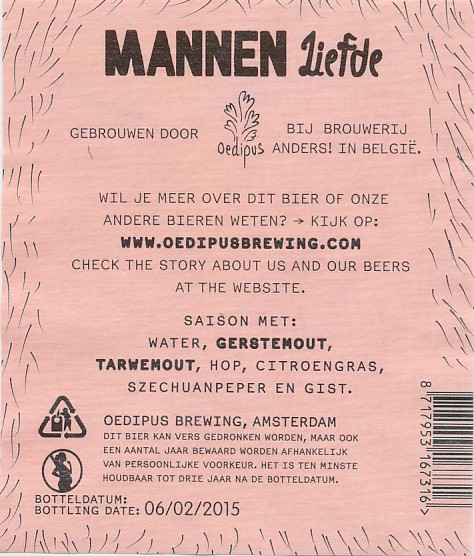 MANNEN Liefde
GEBROUWEN DOOR Oedipus BIJ BROUWERIJ ANDERS! IN BELGIË.
WIL JE MEER OVER DIT BIER OF ONZE
ANDERE BIEREN WETEN? → KIJK OP:
WWW.OEDIPUSBREWING.COM
CHECK THE STORY ABOUT US AND OUR BEERS
AT THE WEBSITE.
SAISON MET:
WATER, GERSTEMOUT,
TARWEMOUT, HOP, CITROENGRAS,
SZECHUANPEPER EN GIST.
OEDIPUS BREWING, AMSTERDAM
DIT BIER KAN VERS GEDRONKEN WORDEN, MAAR OOK
EEN AANTAL JAAR BEWAARD WORDEN AFHANKELIJK
VAN PERSOONLIJKE VOORKEUR. HET IS TEN MINSTE
HOUDBAAR TOT DRIE JAAR NA DE BOTTELDATUM.
BOTTELDATUM:
BOTTLING DATE: 06/02/2015
8 717953 167316 >